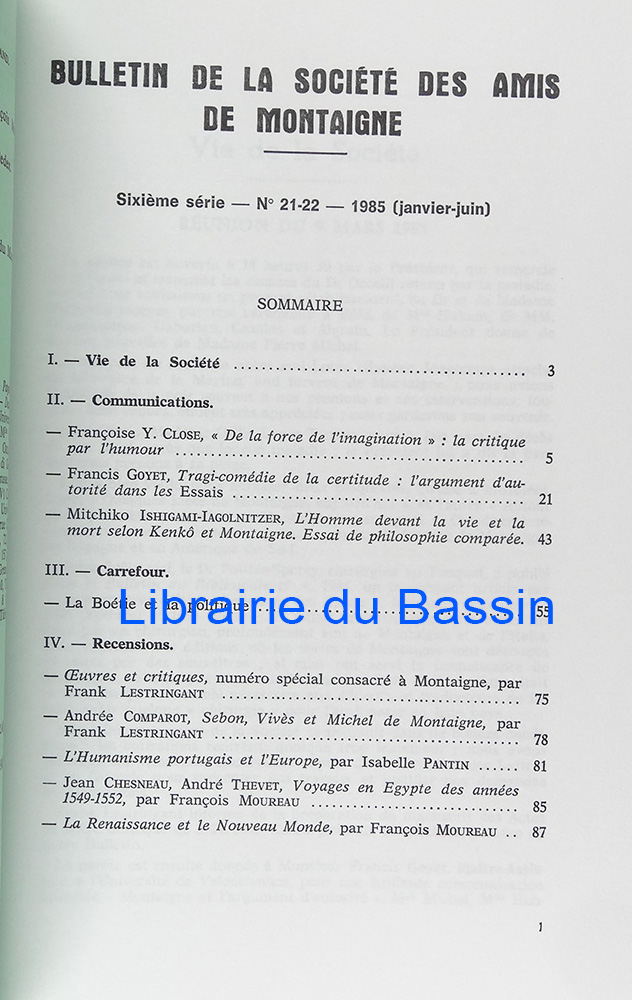 BULLETIN DE LA SOCIÉTÉ DES AMIS
DE MONTAIGNE
Sixième série — N° 21-22 — 1985 (janvier-juin)
SOMMAIRE
I. — Vie de la Société ........................................ 3
II. — Communications.
— Françoise Y. CLOSE, « De la force de l'imagination » : la critique
par l'humour ................................................ 5
— Francis GOYET, Tragi-comédie de la certitude : l'argument d'au-
torité dans les Essais ........................................ 21
— Mitchiko ISHIGAMI-IAGOLNITZER, L'Homme devant la vie et la
mort selon Kenkô et Montaigne. Essai de philosophie comparée. 43
III. — Carrefour.
— La Boétie et la politique ........................................ 55
Librairie du Bassin
IV. — Recensions.
— Œuvres et critiques, numéro spécial consacré à Montaigne, par
Frank LESTRINGANT ........................................ 75
— Andrée COMPAROT, Sebon, Vivès et Michel de Montaigne, par
Frank LESTRINGANT ........................................ 78
— L'Humanisme portugais et l'Europe, par Isabelle PANTIN ...... 81
— Jean CHESNEAU, André THEVET, Voyages en Egypte des années
1549-1552, par François MOUREAU .............................. 85
— La Renaissance et le Nouveau Monde, par François MOUREAU .. 87
1